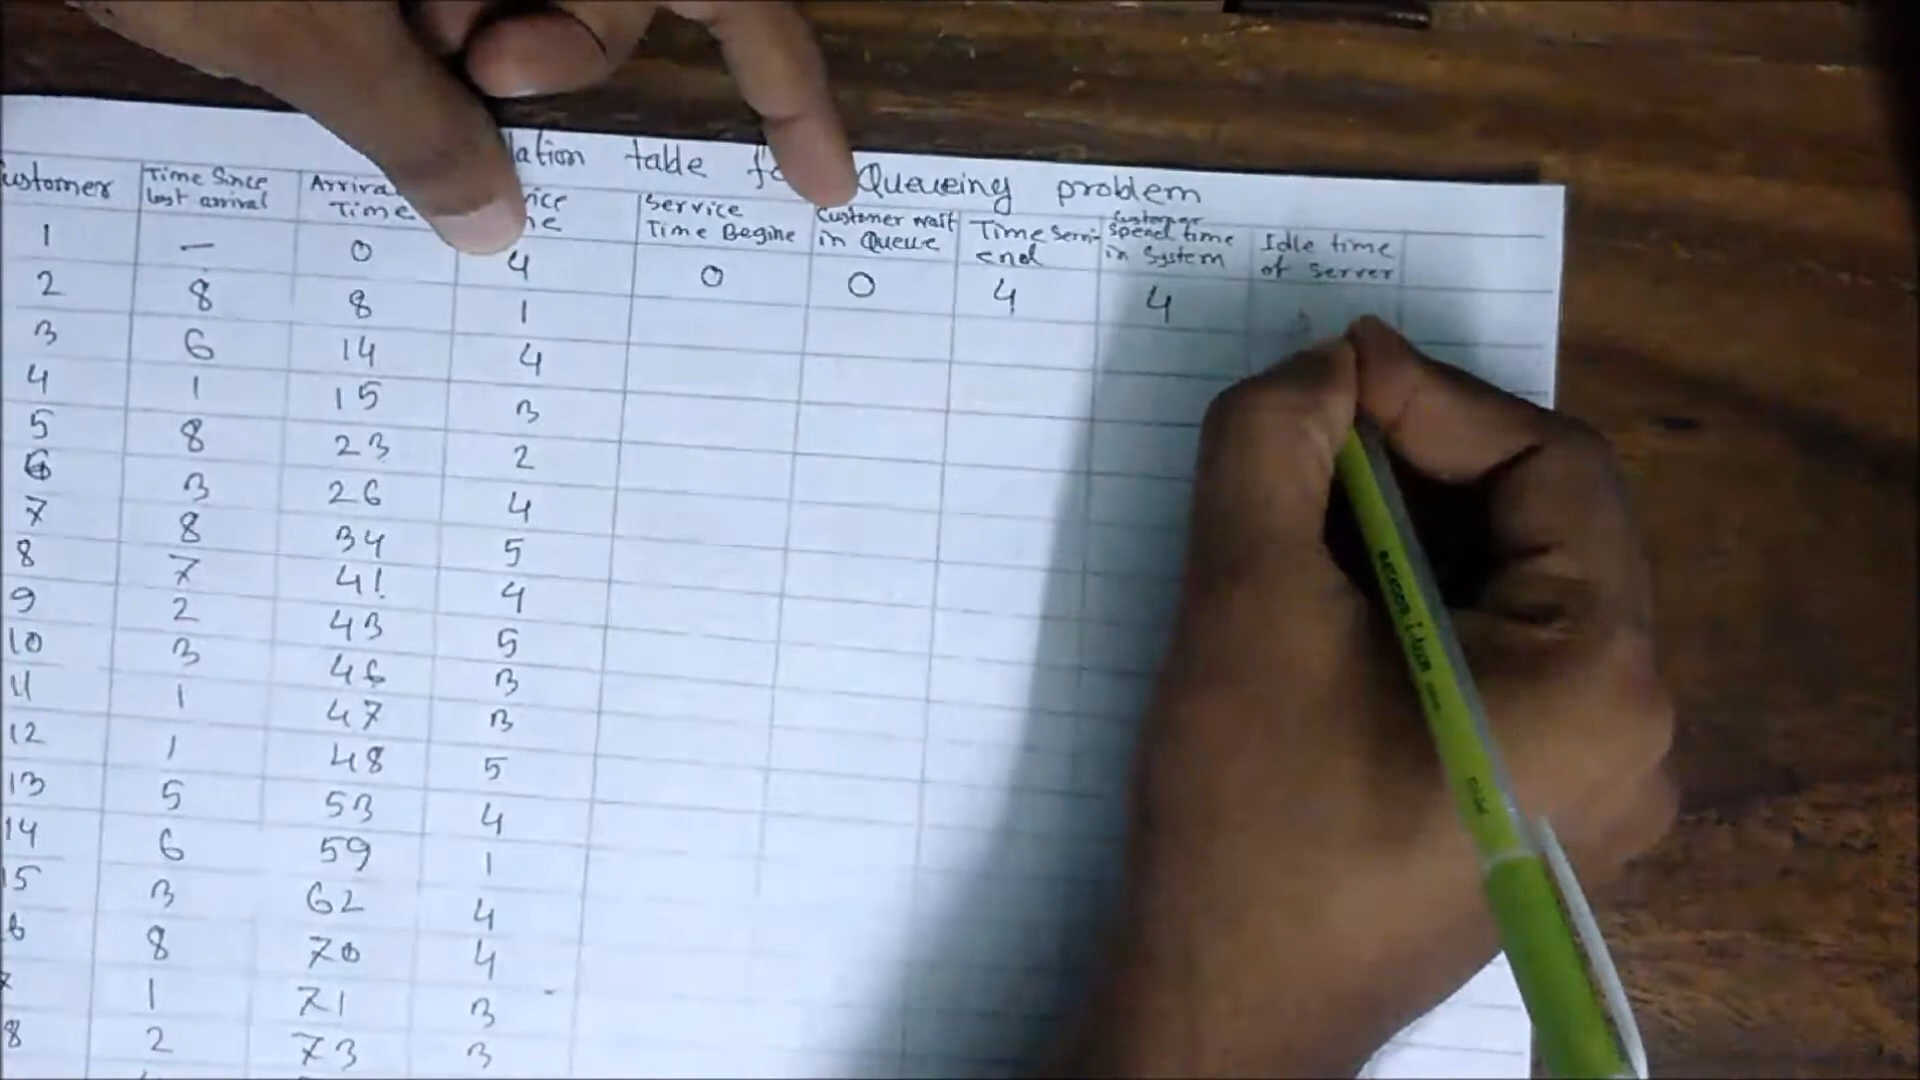 lation table f Queueing problem
ustomer Time Since last arrival Arriva Time vice me Service Time Begine Customer wait in Queue Time Servi- end Customer Spend time in System Idle time of Server
1 — 0 4 0 0 4 4
2 8 8 1
3 6 14 4
4 1 15 3
5 8 23 2
6 3 26 4
7 8 34 5
8 7 41 4
9 2 43 5
10 3 46 3
11 1 47 3
12 1 48 5
13 5 53 4
14 6 59 1
15 3 62 4
6 8 70 4
7 1 71 3
8 2 73 3